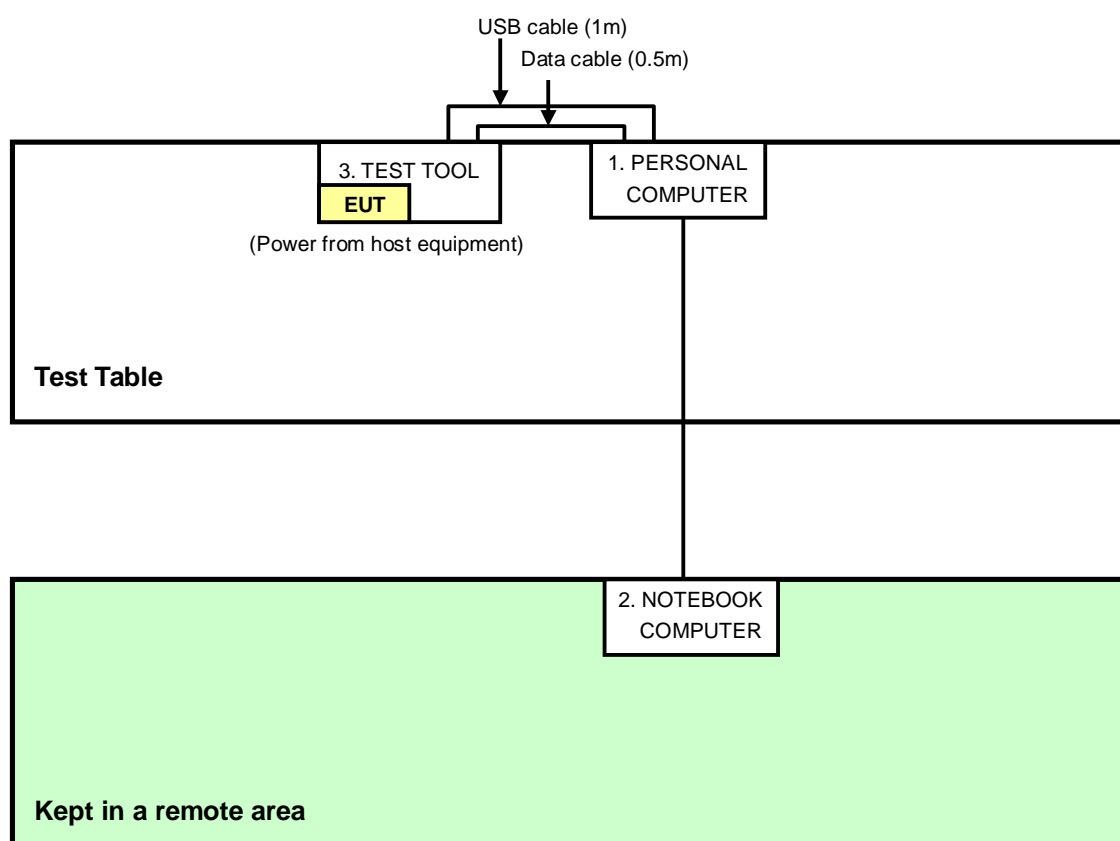 USB cable (1m)
Data cable (0.5m)
3. TEST TOOL
EUT
(Power from host equipment)
1. PERSONAL
COMPUTER
Test Table
2. NOTEBOOK
COMPUTER
Kept in a remote area